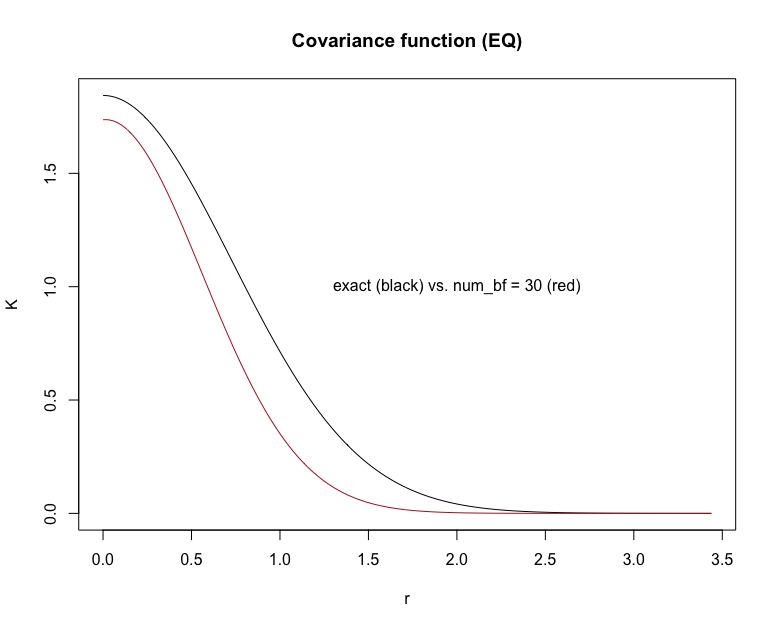 Covariance function (EQ)
K
1.5
1.0
0.5
0.0
exact (black) vs. num_bf = 30 (red)
0.0 0.5 1.0 1.5 2.0 2.5 3.0 3.5
r